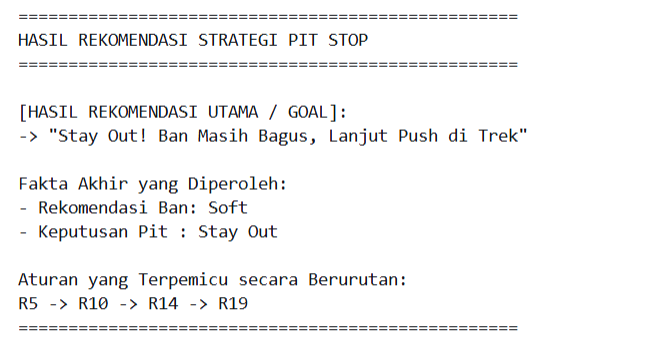 ==================================================
HASIL REKOMENDASI STRATEGI PIT STOP
==================================================
[HASIL REKOMENDASI UTAMA / GOAL]:
-> "Stay Out! Ban Masih Bagus, Lanjut Push di Trek"
Fakta Akhir yang Diperoleh:
- Rekomendasi Ban: Soft
- Keputusan Pit : Stay Out
Aturan yang Terpemicu secara Berurutan:
R5 -> R10 -> R14 -> R19
==================================================